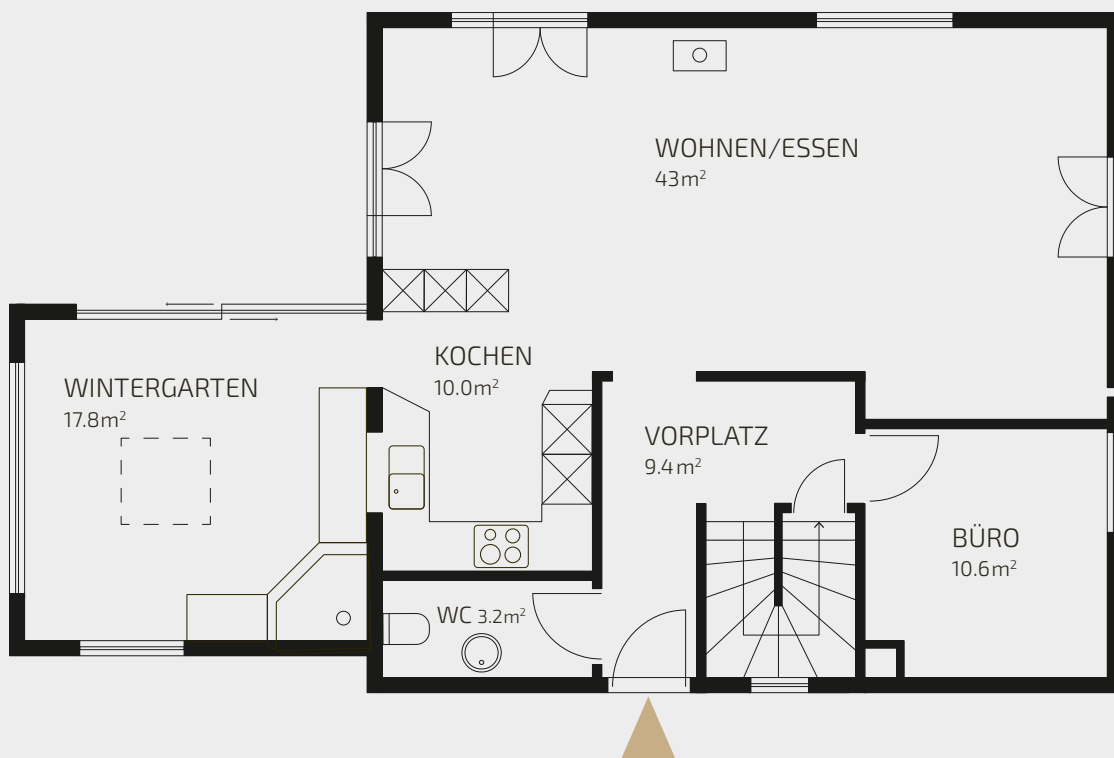 WOHNEN/ESSEN
43m²
KOCHEN
10.0m²
WINTERGARTEN
17.8m²
VORPLATZ
9.4m²
BÜRO
10.6m²
WC 3.2m²